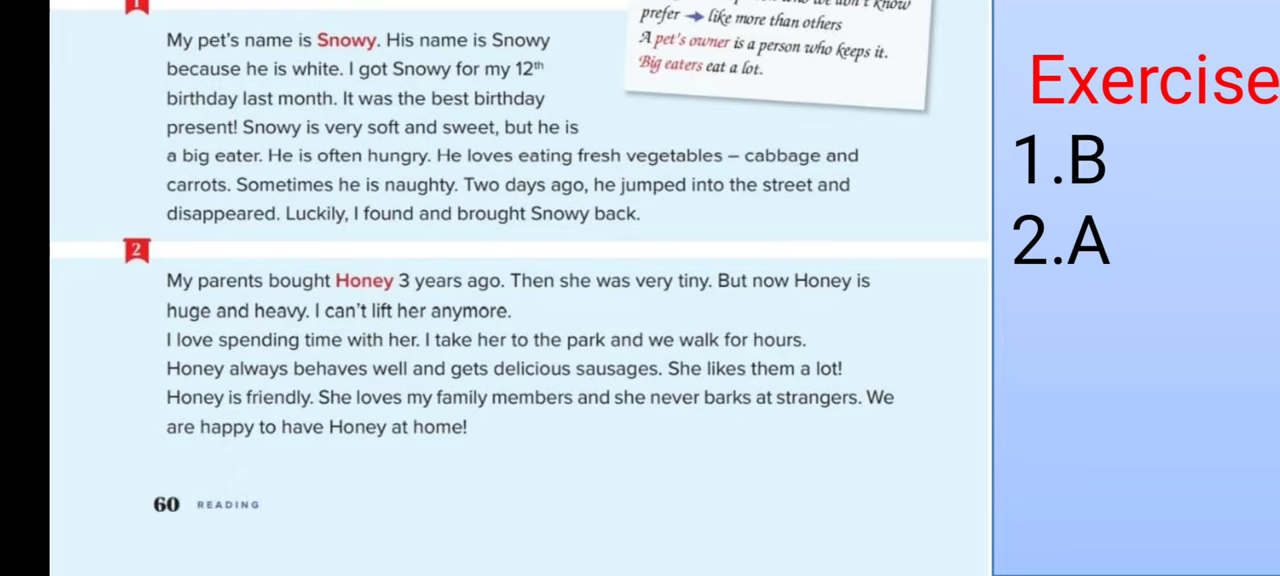 know
prefer → like more than others
A pet's owner is a person who keeps it.
Big eaters eat a lot.
1
My pet's name is Snowy. His name is Snowy
because he is white. I got Snowy for my 12th
birthday last month. It was the best birthday
present! Snowy is very soft and sweet, but he is
a big eater. He is often hungry. He loves eating fresh vegetables – cabbage and
carrots. Sometimes he is naughty. Two days ago, he jumped into the street and
disappeared. Luckily, I found and brought Snowy back.
2
My parents bought Honey 3 years ago. Then she was very tiny. But now Honey is
huge and heavy. I can't lift her anymore.
I love spending time with her. I take her to the park and we walk for hours.
Honey always behaves well and gets delicious sausages. She likes them a lot!
Honey is friendly. She loves my family members and she never barks at strangers. We
are happy to have Honey at home!
60 READING
Exercise
1.B
2.A